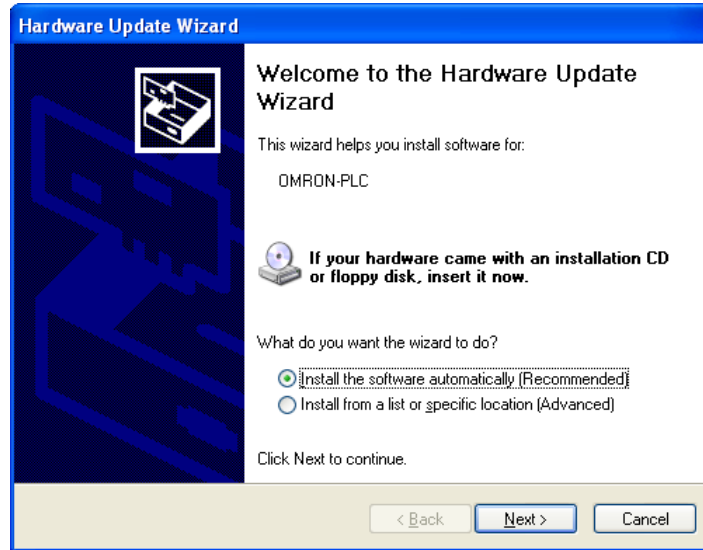 Hardware Update Wizard
Welcome to the Hardware Update
Wizard
This wizard helps you install software for:
OMRON-PLC
If your hardware came with an installation CD
or floppy disk, insert it now.
What do you want the wizard to do?
Install the software automatically (Recommended)
Install from a list or specific location (Advanced)
Click Next to continue.
< Back Next > Cancel